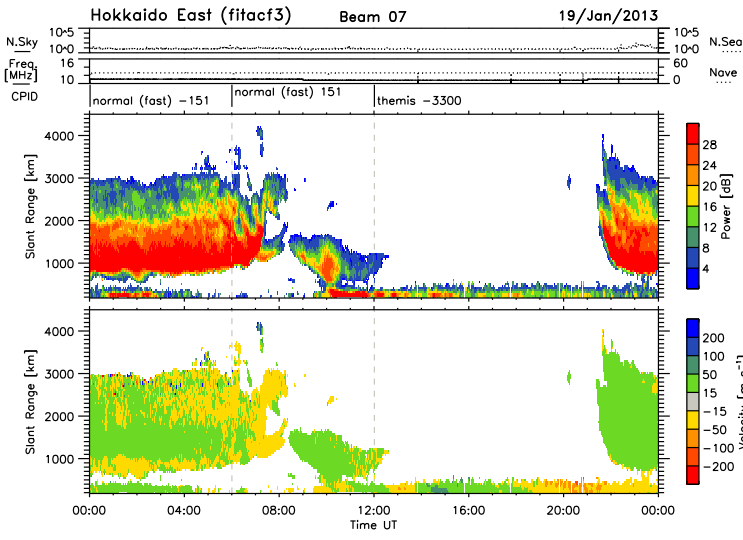 Hokkaido East (fitacf3) Beam 07 19/Jan/2013
N.Sky 10^5 10^0 10^5 10^0 N.Sea
Freq. [MHz] 16 10 60 0 Nave
CPID normal (fast) -151 normal (fast) 151 themis -3300
Slant Range [km] 4000 3000 2000 1000
28 24 20 16 12 8 4 Power [dB]
Slant Range [km] 4000 3000 2000 1000
200 100 50 15 -15 -50 -100 -200
00:00 04:00 08:00 12:00 16:00 20:00 00:00
Time UT